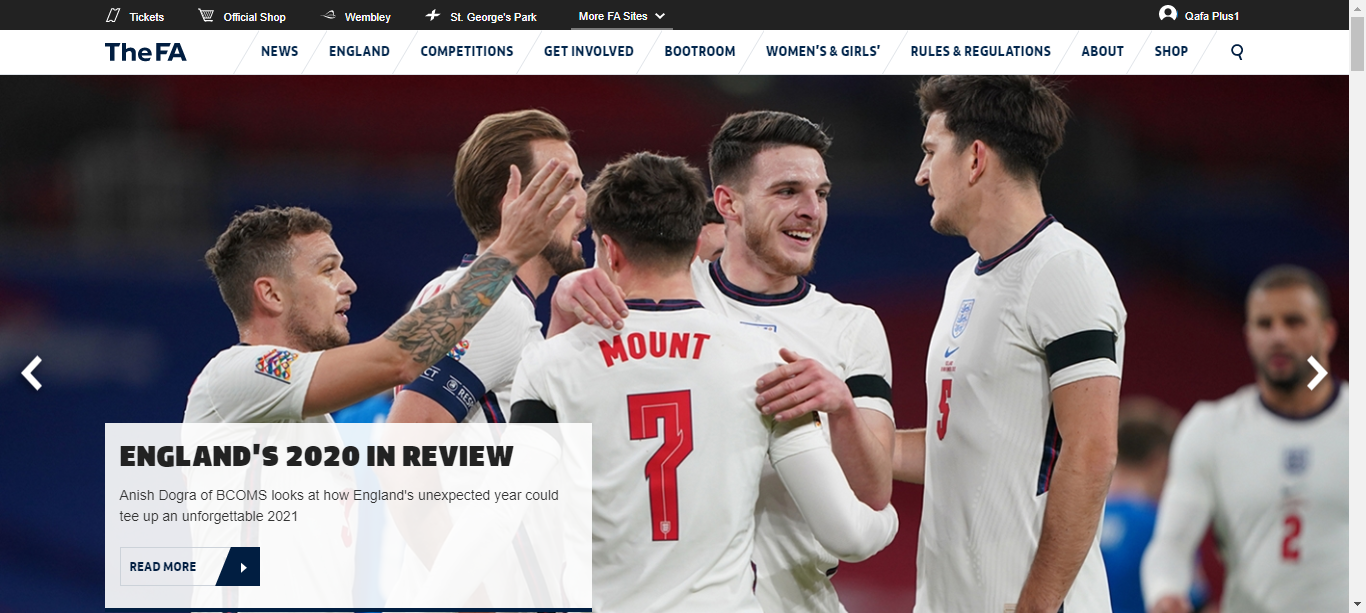 Tickets
Official Shop
Wembley
St. George's Park
More FA Sites
Qafa Plus1
The FA
NEWS
ENGLAND
COMPETITIONS
GET INVOLVED
BOOTROOM
WOMEN'S & GIRLS'
RULES & REGULATIONS
ABOUT
SHOP
MOUNT
7
5
2
RES
ENGLAND'S 2020 IN REVIEW
Anish Dogra of BCOMS looks at how England's unexpected year could
tee up an unforgettable 2021
READ MORE